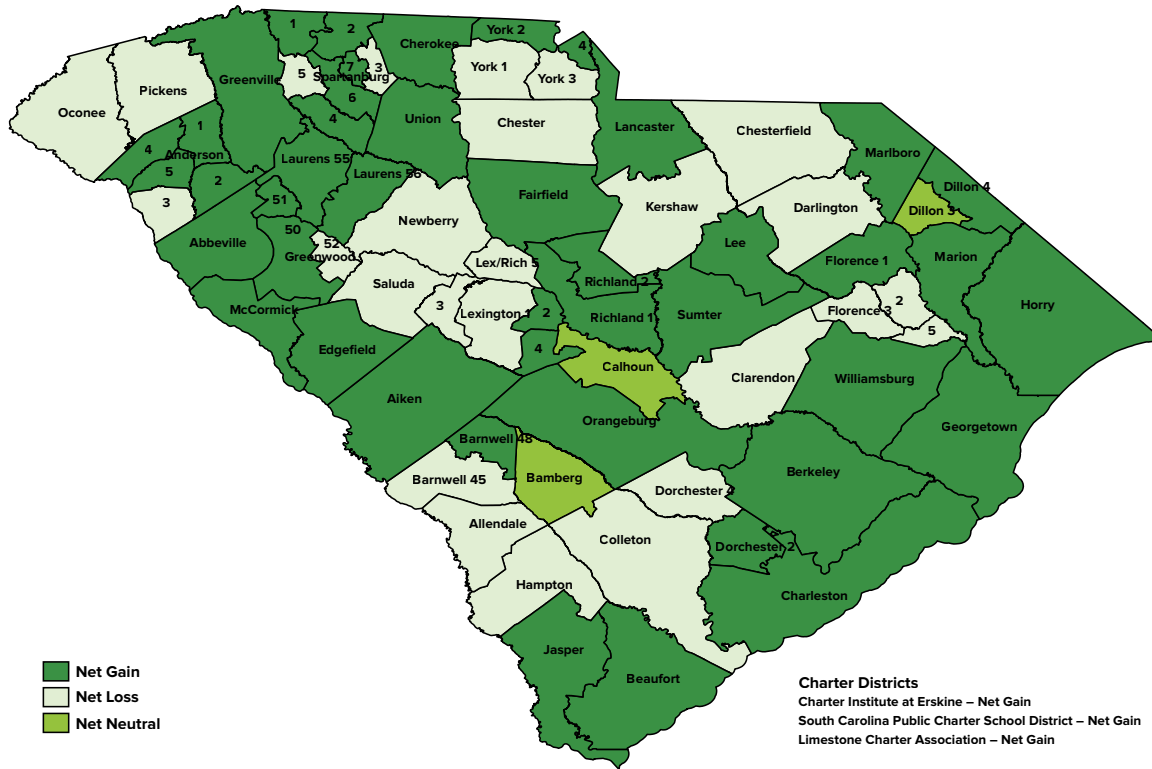 1
2
York 2
Cherokee
4
7
3
5
Spartanburg
York 1
York 3
Greenville
Pickens
6
Oconee
4
Union
Chester
1
Lancaster
Chesterfield
4
Anderson
Laurens 55
Marlboro
5
2
Laurens 56
Dillon 4
3
51
Fairfield
Kershaw
Darlington
Dillon 3
Newberry
50
52
Abbeville
Greenwood
Lee
Lex/Rich 5
Florence 1
Marion
Saluda
Richland 2
3
Lexington 1
2
Richland 1
Sumter
Florence 3
2
5
Horry
McCormick
Edgefield
4
Calhoun
Clarendon
Williamsburg
Aiken
Orangeburg
Georgetown
Barnwell 48
Barnwell 45
Bamberg
Dorchester 4
Berkeley
Allendale
Colleton
Dorchester 2
Hampton
Charleston
Jasper
Beaufort
Net Gain
Net Loss
Net Neutral
Charter Districts
Charter Institute at Erskine – Net Gain
South Carolina Public Charter School District – Net Gain
Limestone Charter Association – Net Gain